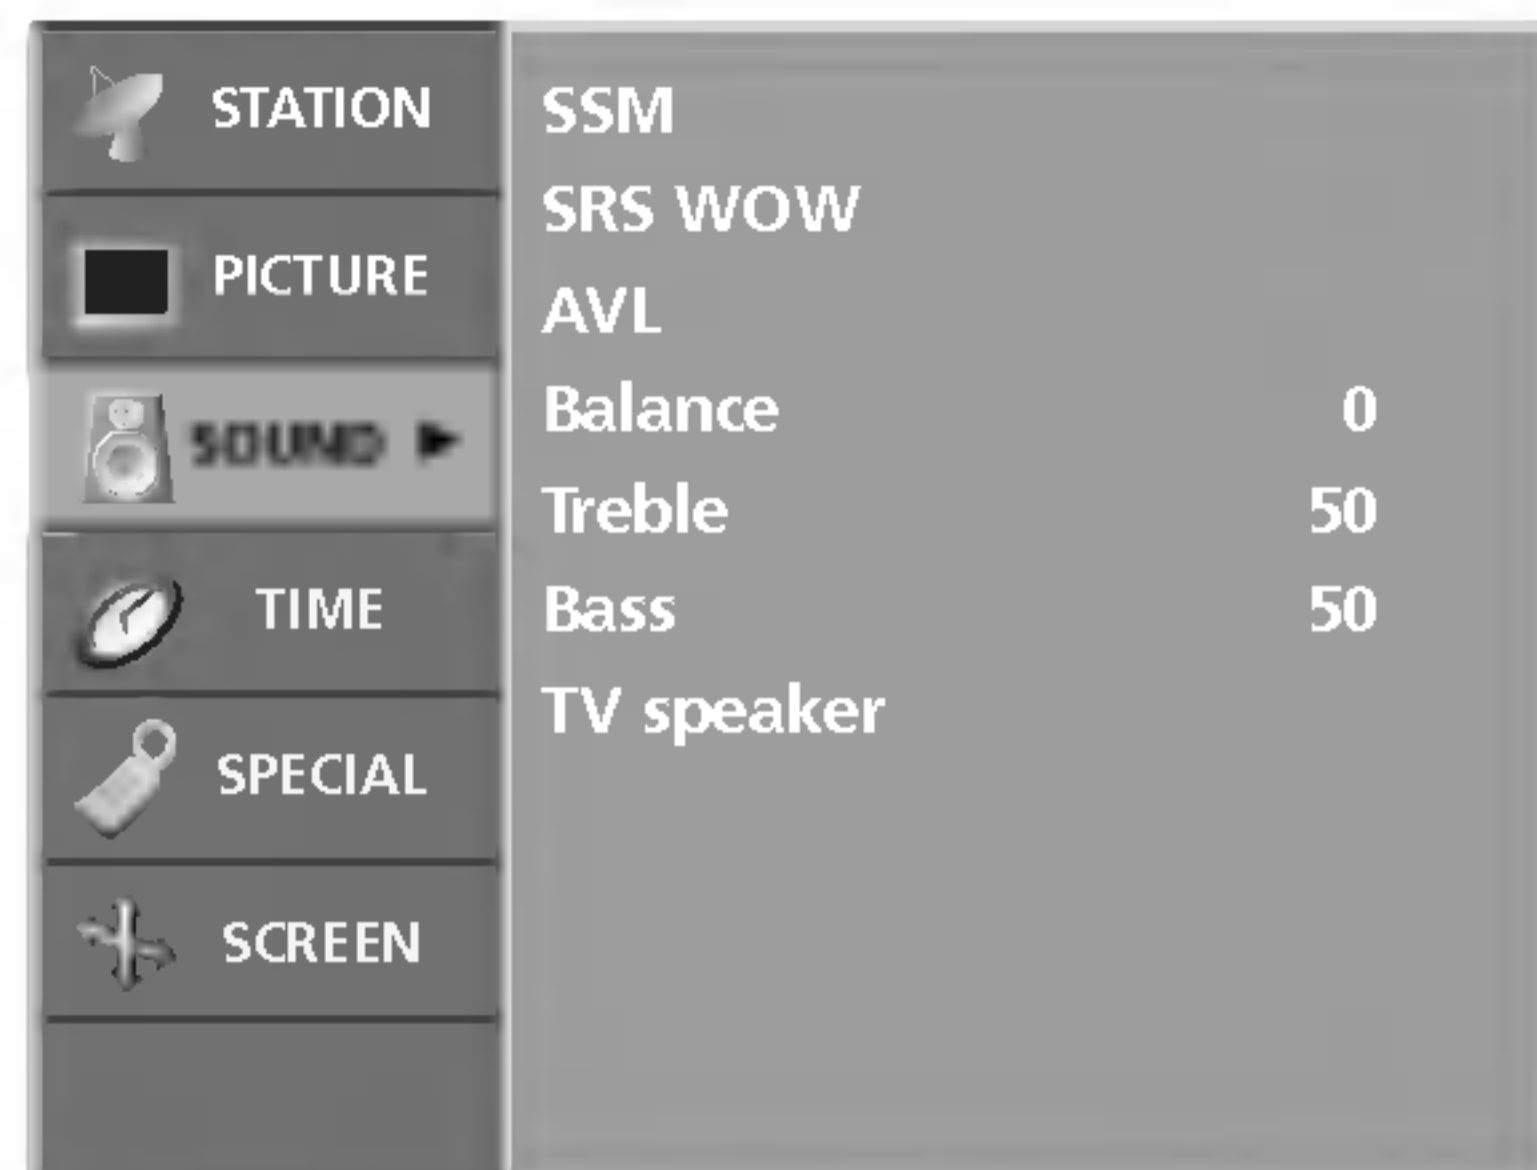 STATION
PICTURE
SOUND
TIME
SPECIAL
SCREEN
SSM
SRS WOW
AVL
Balance 0
Treble 50
Bass 50
TV speaker